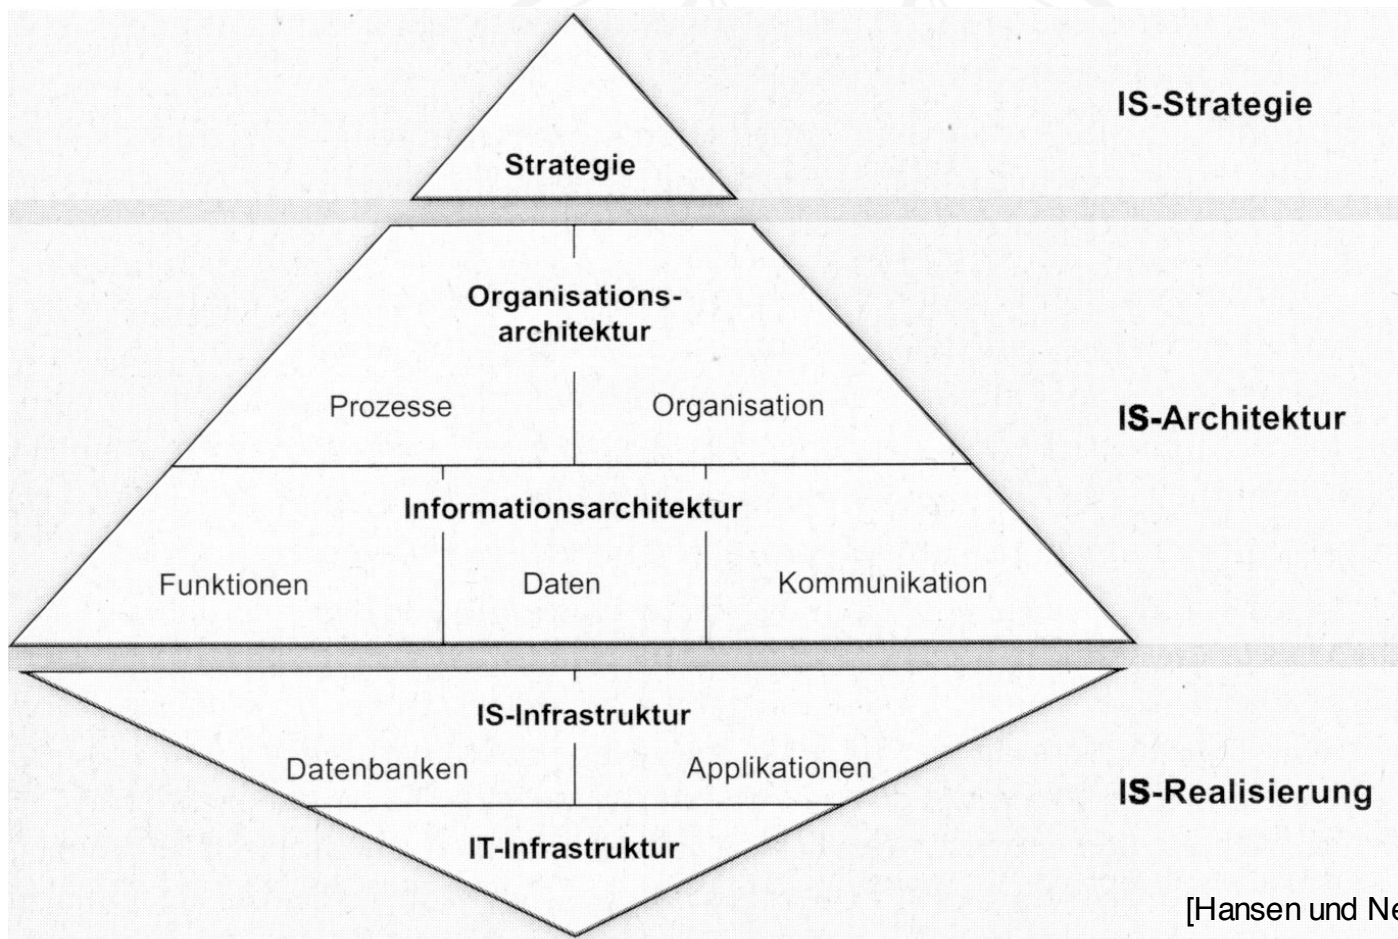 IS-Strategie
Strategie
Organisations-
architektur
Prozesse
Organisation
IS-Architektur
Informationsarchitektur
Funktionen
Daten
Kommunikation
IS-Infrastruktur
Datenbanken
Applikationen
IS-Realisierung
IT-Infrastruktur
[Hansen und Ne